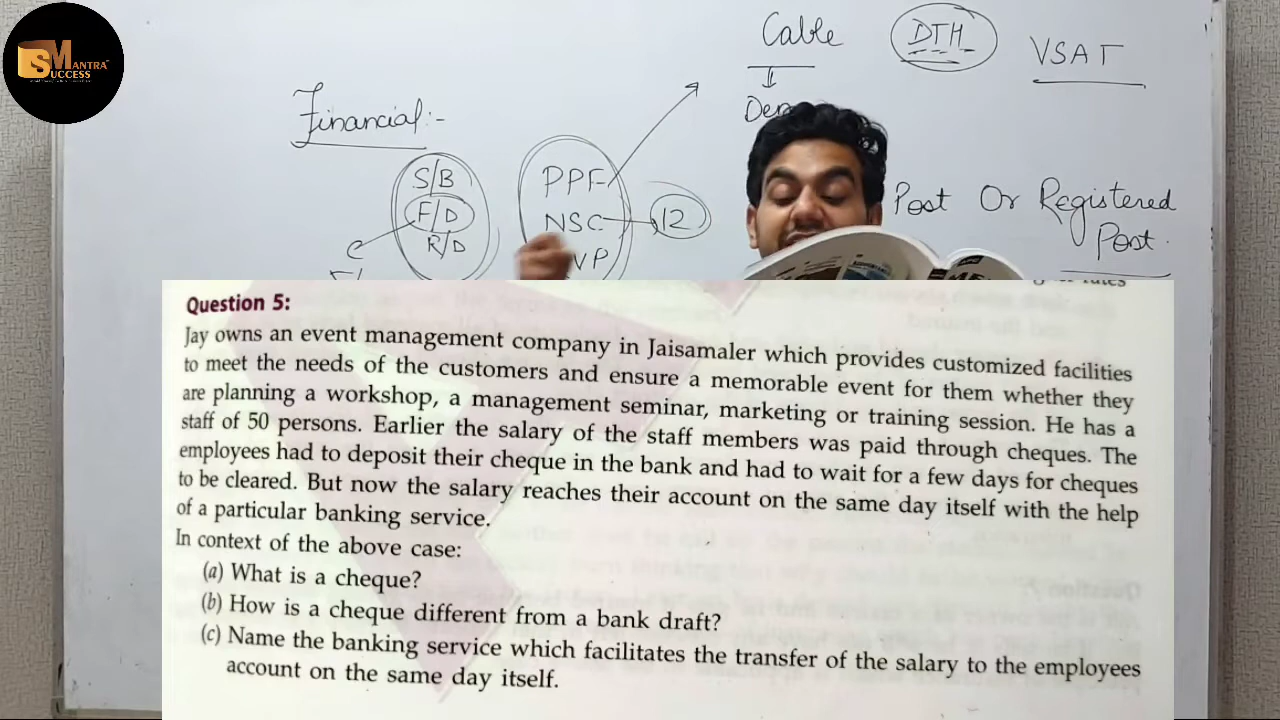 MANTRA
SUCCESS
Cable
DTH
VSAT
Financial :-
S/B
F/D
R/D
PPF
NSC
12
VP
Post Or Registered
Post.
Question 5:
Jay owns an event management company in Jaisamaler which provides customized facilities
to meet the needs of the customers and ensure a memorable event for them whether they
are planning a workshop, a management seminar, marketing or training session. He has a
staff of 50 persons. Earlier the salary of the staff members was paid through cheques. The
employees had to deposit their cheque in the bank and had to wait for a few days for cheques
to be cleared. But now the salary reaches their account on the same day itself with the help
of a particular banking service.
In context of the above case:
(a) What is a cheque?
(b) How is a cheque different from a bank draft?
(c) Name the banking service which facilitates the transfer of the salary to the employees
account on the same day itself.